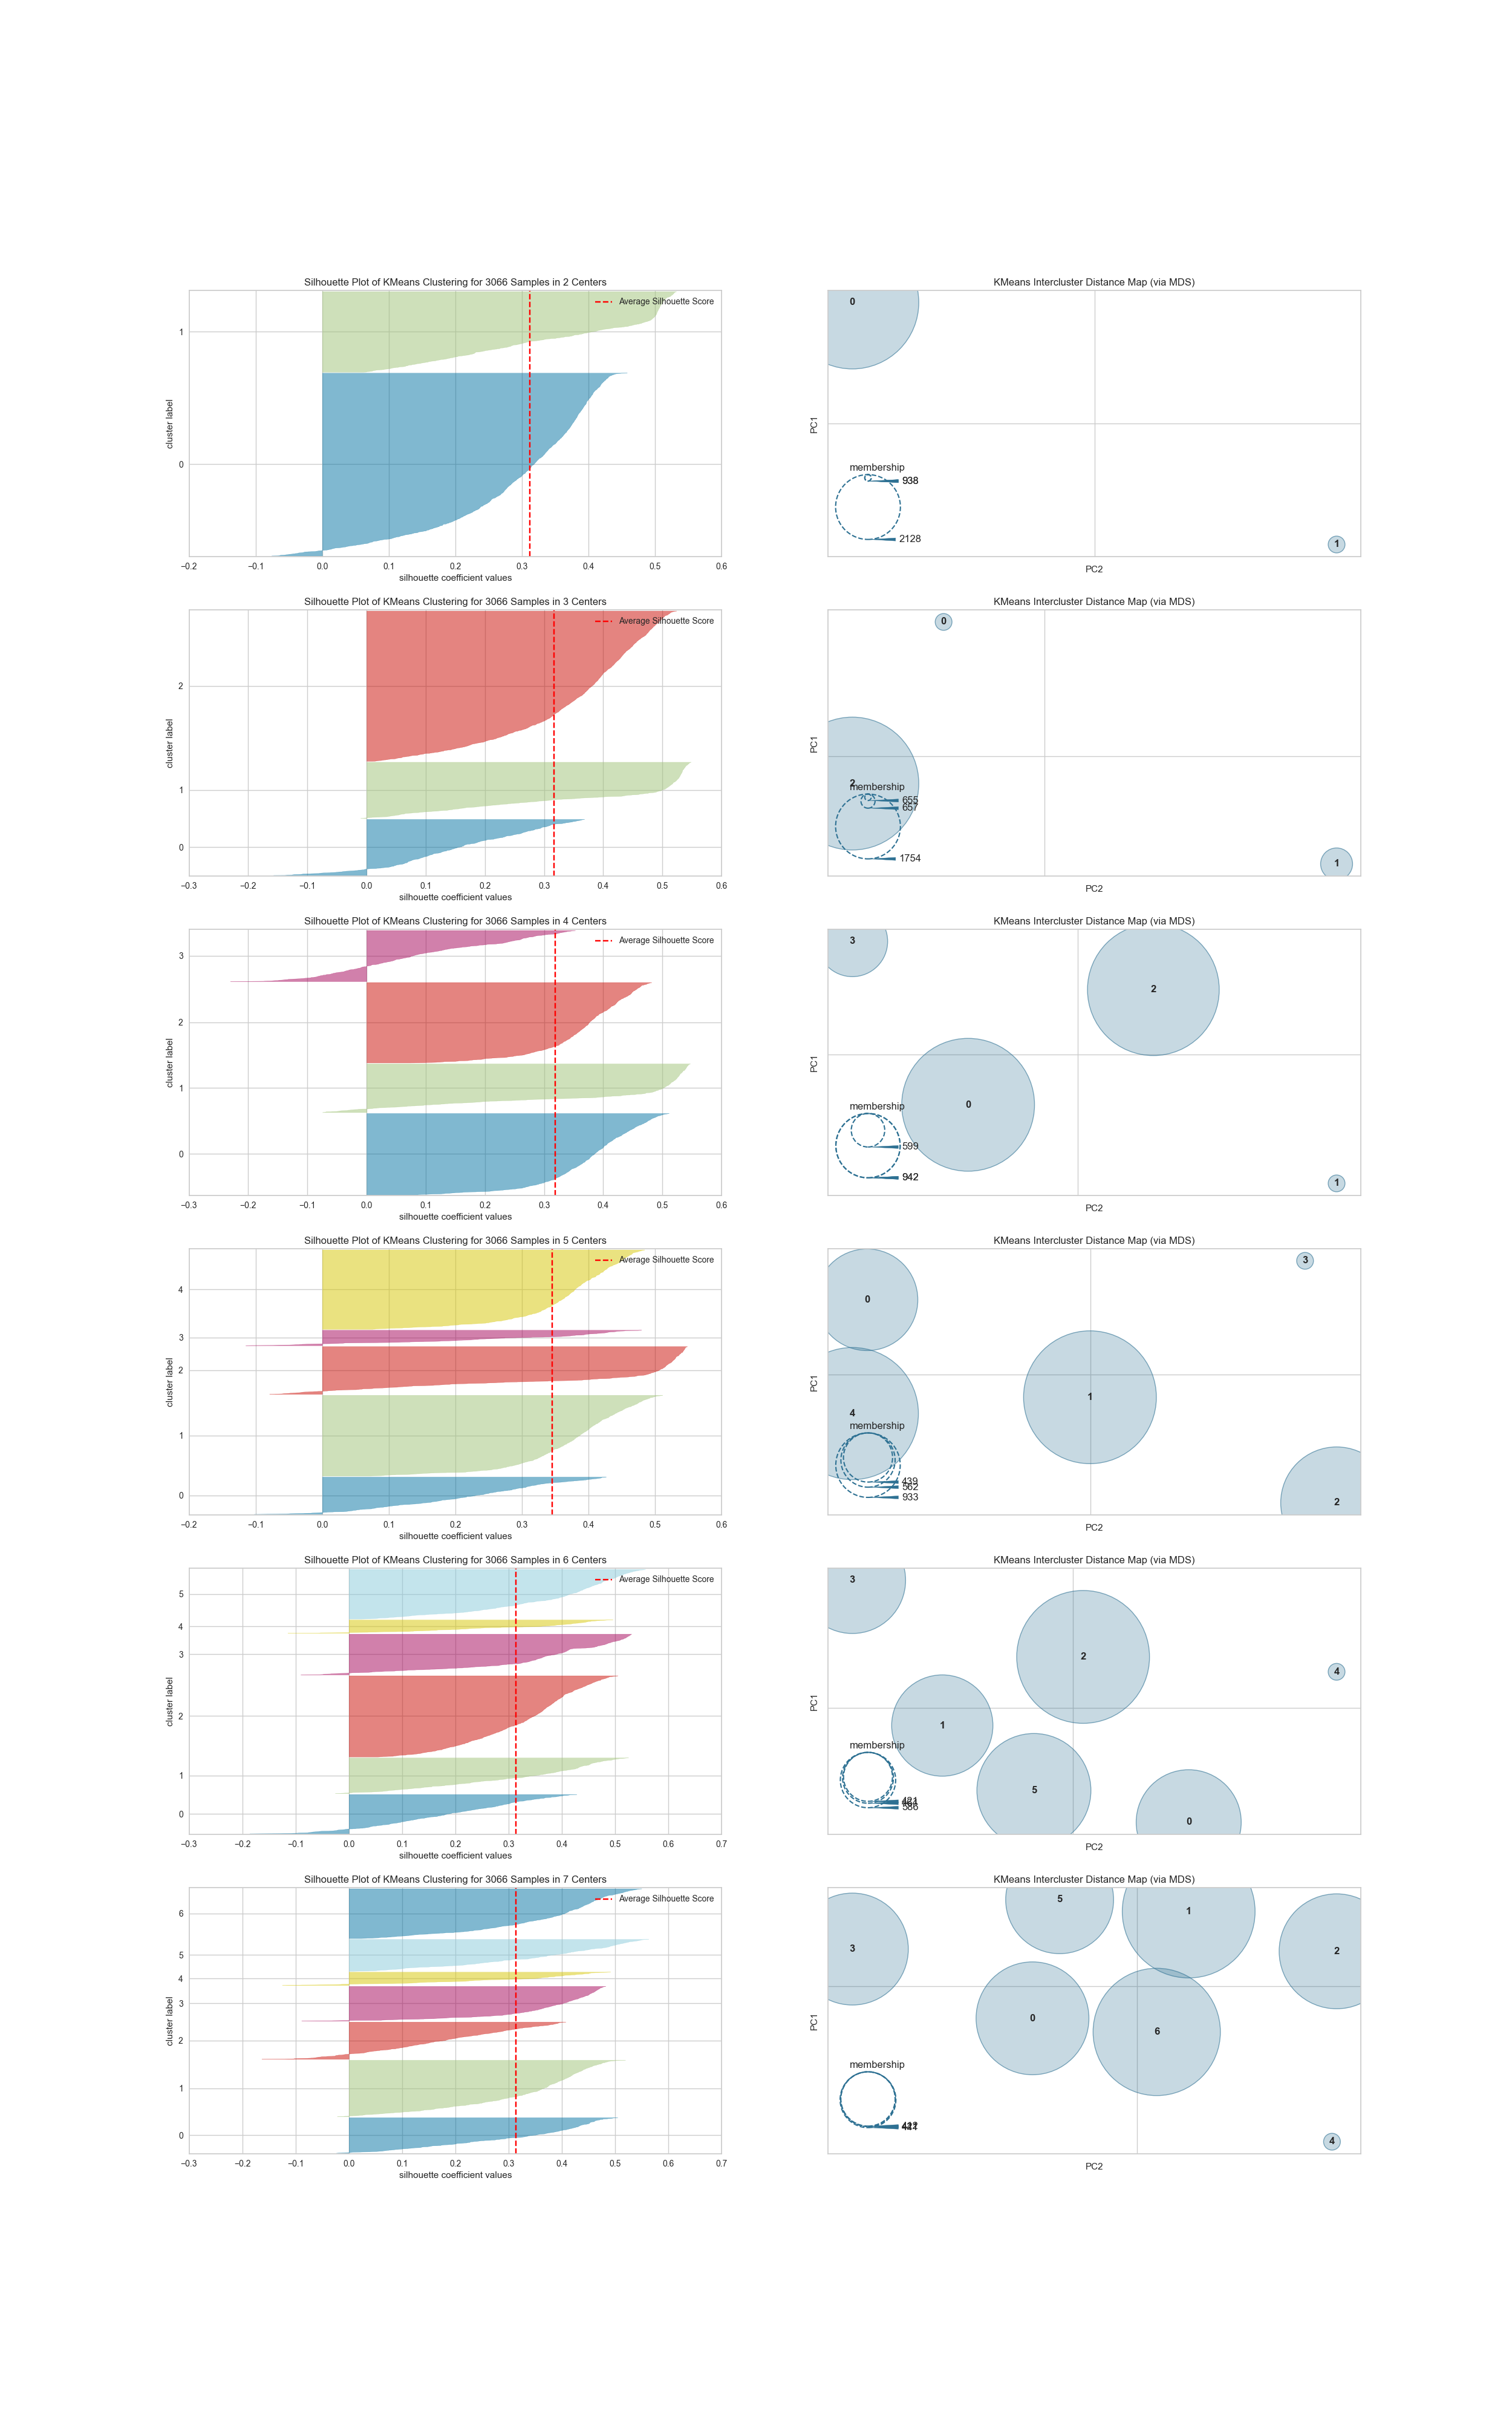 Silhouette Plot of KMeans Clustering for 3066 Samples in 2 Centers
Average Silhouette Score
1
0
cluster label
−0.2 −0.1 0.0 0.1 0.2 0.3 0.4 0.5 0.6
silhouette coefficient values
KMeans Intercluster Distance Map (via MDS)
0
PC1
membership
938
2128
1
PC2
Silhouette Plot of KMeans Clustering for 3066 Samples in 3 Centers
Average Silhouette Score
2
1
0
cluster label
−0.3 −0.2 −0.1 0.0 0.1 0.2 0.3 0.4 0.5 0.6
silhouette coefficient values
KMeans Intercluster Distance Map (via MDS)
0
PC1
2
membership
655
657
1754
1
PC2
Silhouette Plot of KMeans Clustering for 3066 Samples in 4 Centers
Average Silhouette Score
3
2
1
0
cluster label
−0.3 −0.2 −0.1 0.0 0.1 0.2 0.3 0.4 0.5 0.6
silhouette coefficient values
KMeans Intercluster Distance Map (via MDS)
3
2
PC1
0
membership
599
942
1
PC2
Silhouette Plot of KMeans Clustering for 3066 Samples in 5 Centers
Average Silhouette Score
4
3
2
1
0
cluster label
−0.2 −0.1 0.0 0.1 0.2 0.3 0.4 0.5 0.6
silhouette coefficient values
KMeans Intercluster Distance Map (via MDS)
3
0
PC1
1
4
membership
439
562
933
2
PC2
Silhouette Plot of KMeans Clustering for 3066 Samples in 6 Centers
Average Silhouette Score
5
4
3
2
1
0
cluster label
−0.3 −0.2 −0.1 0.0 0.1 0.2 0.3 0.4 0.5 0.6 0.7
silhouette coefficient values
KMeans Intercluster Distance Map (via MDS)
3
2
4
PC1
1
membership
5
421
586
0
PC2
Silhouette Plot of KMeans Clustering for 3066 Samples in 7 Centers
Average Silhouette Score
6
5
4
3
2
1
0
cluster label
−0.3 −0.2 −0.1 0.0 0.1 0.2 0.3 0.4 0.5 0.6 0.7
silhouette coefficient values
KMeans Intercluster Distance Map (via MDS)
5
1
3
2
PC1
0
6
membership
4
PC2